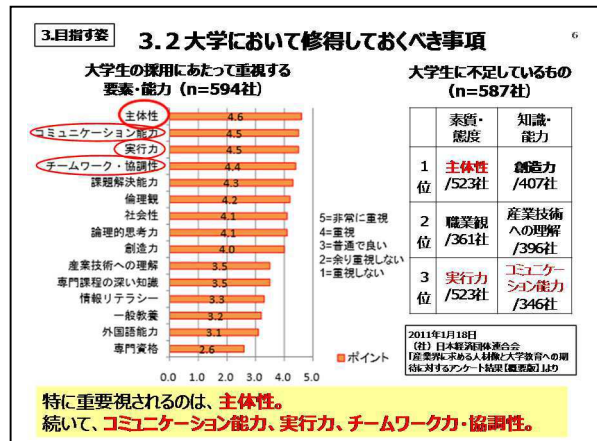 3.目指す姿
3.2大学において修得しておくべき事項
6
大学生の採用にあたって重視する
要素・能力 (n=594社)
主体性 4.6
コミュニケーション能力 4.5
実行力 4.5
チームワーク・協調性 4.4
課題解決能力 4.3
倫理観 4.2
社会性 4.1
論理的思考力 4.1
創造力 4.0
産業技術への理解 3.5
専門課程の深い知識 3.5
情報リテラシー 3.3
一般教養 3.2
外国語能力 3.1
専門資格 2.6
0.0 1.0 2.0 3.0 4.0 5.0
5=非常に重視
4=重視
3=普通で良い
2=余り重視しない
1=重視しない
ポイント
大学生に不足しているもの
(n=587社)
素質・
態度
知識・
能力
1
位
主体性
/523社
創造力
/407社
2
位
職業観
/361社
産業技術
への理解
/396社
3
位
実行力
/523社
コミュニケー
ション能力
/346社
2011年1月18日
(社) 日本経済団体連合会
「産業界に求める人材像と大学教育への期
待に対するアンケート結果【概要版】」より
特に重要視されるのは、主体性。
続いて、コミュニケーション能力、実行力、チームワーク力・協調性。